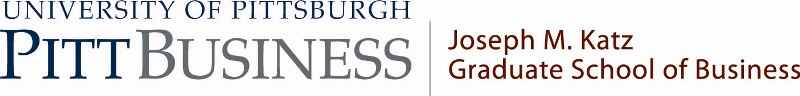 UNIVERSITY OF PITTSBURGH
PITTBUSINESS
Joseph M. Katz
Graduate School of Business